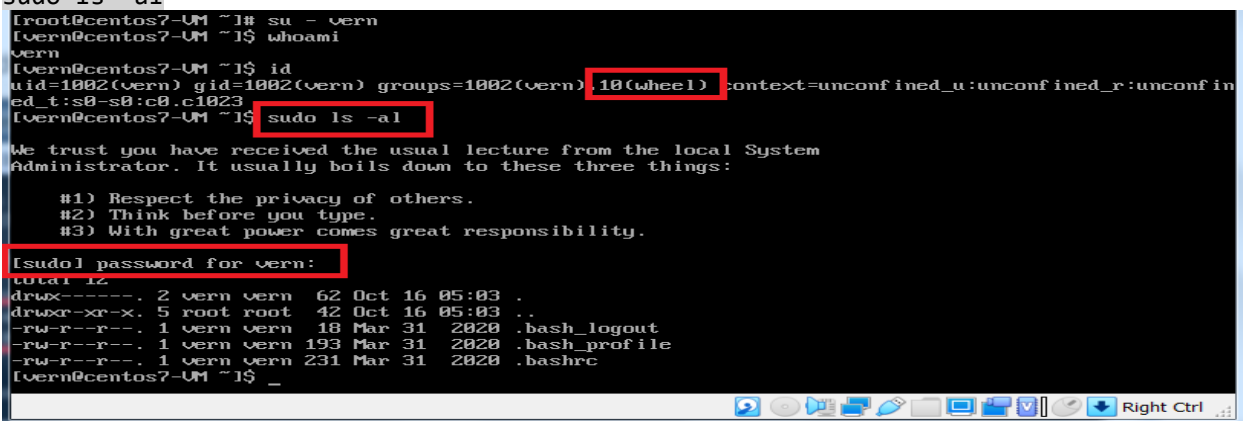 sudo ls -al
[root@centos7-VM ~]# su - vern
[vern@centos7-VM ~]$ whoami
vern
[vern@centos7-VM ~]$ id
uid=1002(vern) gid=1002(vern) groups=1002(vern),10(wheel) context=unconfined_u:unconfined_r:unconfin
ed_t:s0-s0:c0.c1023
[vern@centos7-VM ~]$ sudo ls -al
We trust you have received the usual lecture from the local System
Administrator. It usually boils down to these three things:
#1) Respect the privacy of others.
#2) Think before you type.
#3) With great power comes great responsibility.
[sudo] password for vern:
total 12
drwx------. 2 vern vern  62 Oct 16 05:03 .
drwxr-xr-x. 5 root root  42 Oct 16 05:03 ..
-rw-r--r--. 1 vern vern  18 Mar 31  2020 .bash_logout
-rw-r--r--. 1 vern vern 193 Mar 31  2020 .bash_profile
-rw-r--r--. 1 vern vern 231 Mar 31  2020 .bashrc
[vern@centos7-VM ~]$ _
Right Ctrl